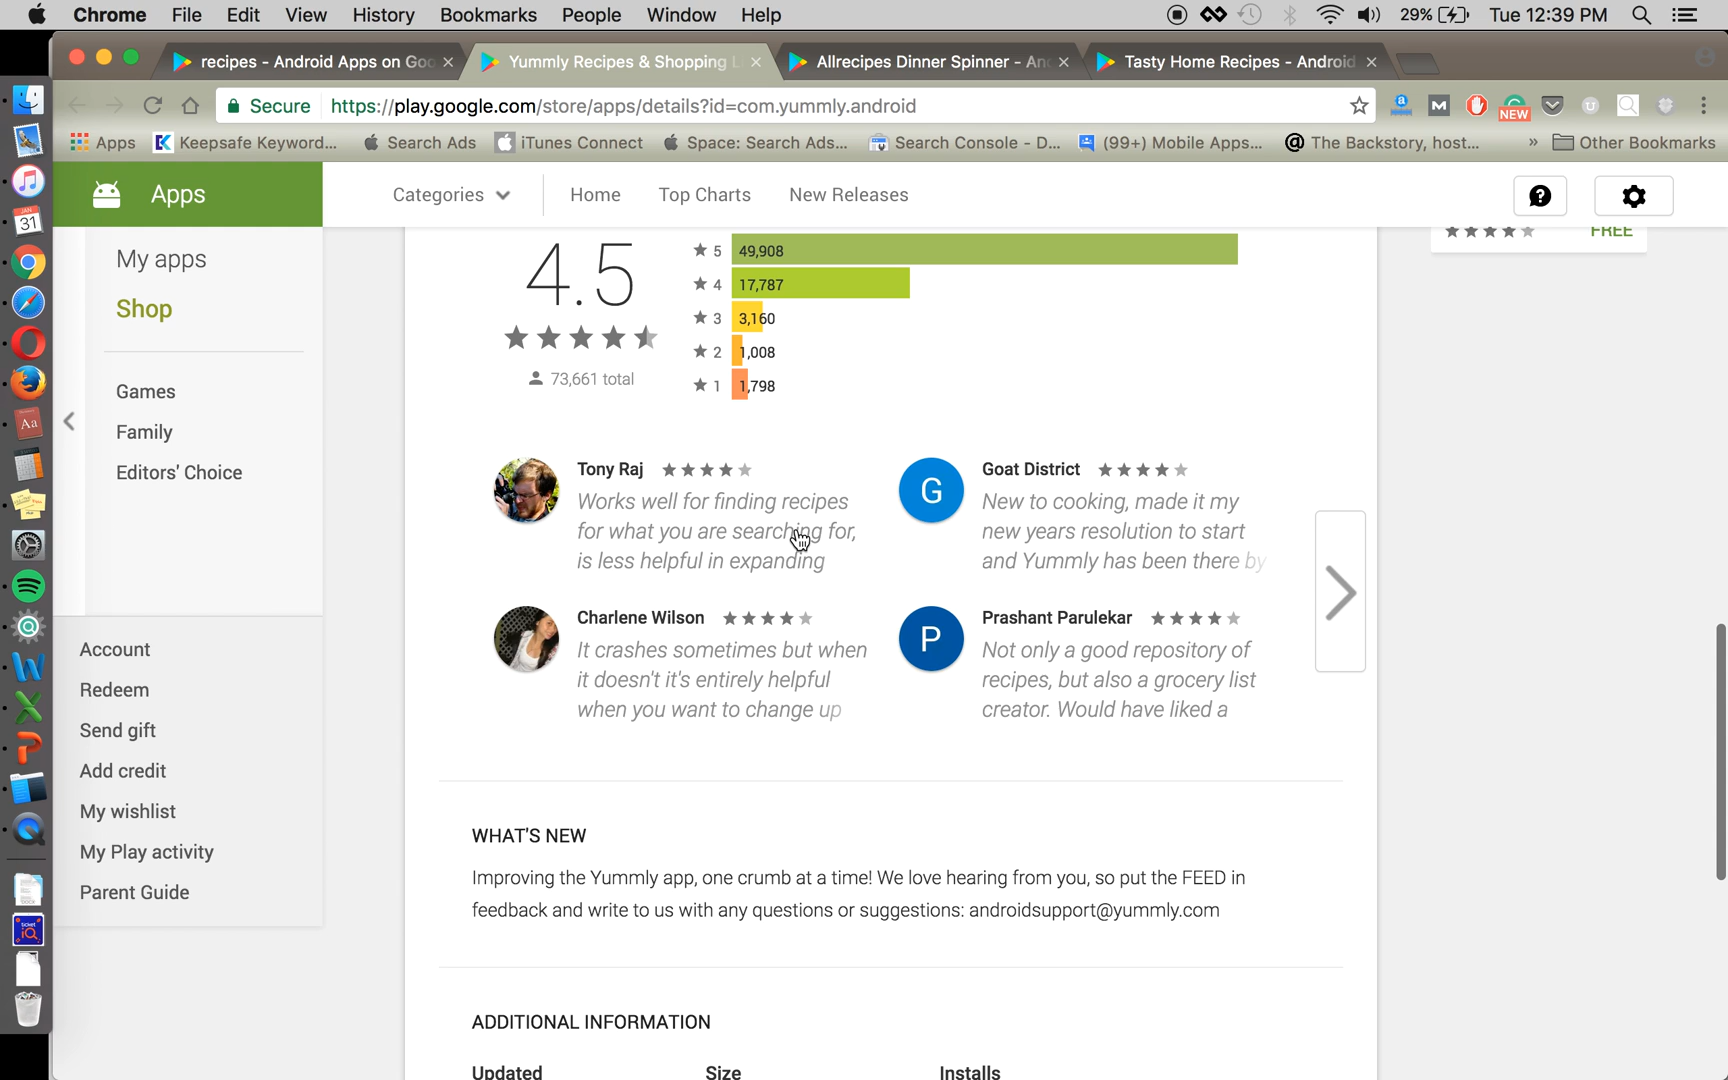 Chrome File Edit View History Bookmarks People Window Help 29% Tue 12:39 PM
recipes - Android Apps on Goo Yummly Recipes & Shopping L Allrecipes Dinner Spinner - An Tasty Home Recipes - Android
Secure https://play.google.com/store/apps/details?id=com.yummly.android NEW
Apps Keepsafe Keyword... Search Ads iTunes Connect Space: Search Ads... Search Console - D... (99+) Mobile Apps... The Backstory, host... » Other Bookmarks
Apps Categories Home Top Charts New Releases
My apps
Shop
Games
Family
Editors' Choice
Account
Redeem
Send gift
Add credit
My wishlist
My Play activity
Parent Guide
4.5
73,661 total
5 49,908
4 17,787
3 3,160
2 1,008
1 1,798
FREE
Tony Raj
Works well for finding recipes
for what you are searching for,
is less helpful in expanding
Goat District
G
New to cooking, made it my
new years resolution to start
and Yummly has been there by
Charlene Wilson
It crashes sometimes but when
it doesn't it's entirely helpful
when you want to change up
Prashant Parulekar
P
Not only a good repository of
recipes, but also a grocery list
creator. Would have liked a
WHAT'S NEW
Improving the Yummly app, one crumb at a time! We love hearing from you, so put the FEED in
feedback and write to us with any questions or suggestions: androidsupport@yummly.com
ADDITIONAL INFORMATION
Updated Size Installs
JAN
31
Aa